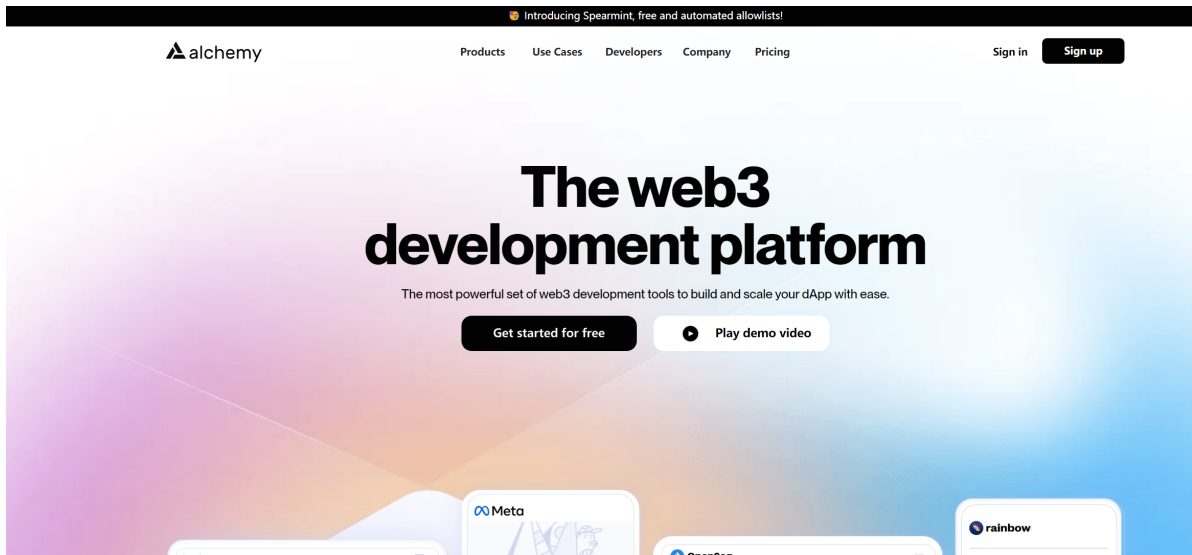 Introducing Spearmint, free and automated allowlists!
alchemy
Products Use Cases Developers Company Pricing
Sign in Sign up
The web3
development platform
The most powerful set of web3 development tools to build and scale your dApp with ease.
Get started for free
Play demo video
Meta
rainbow
OpenSea